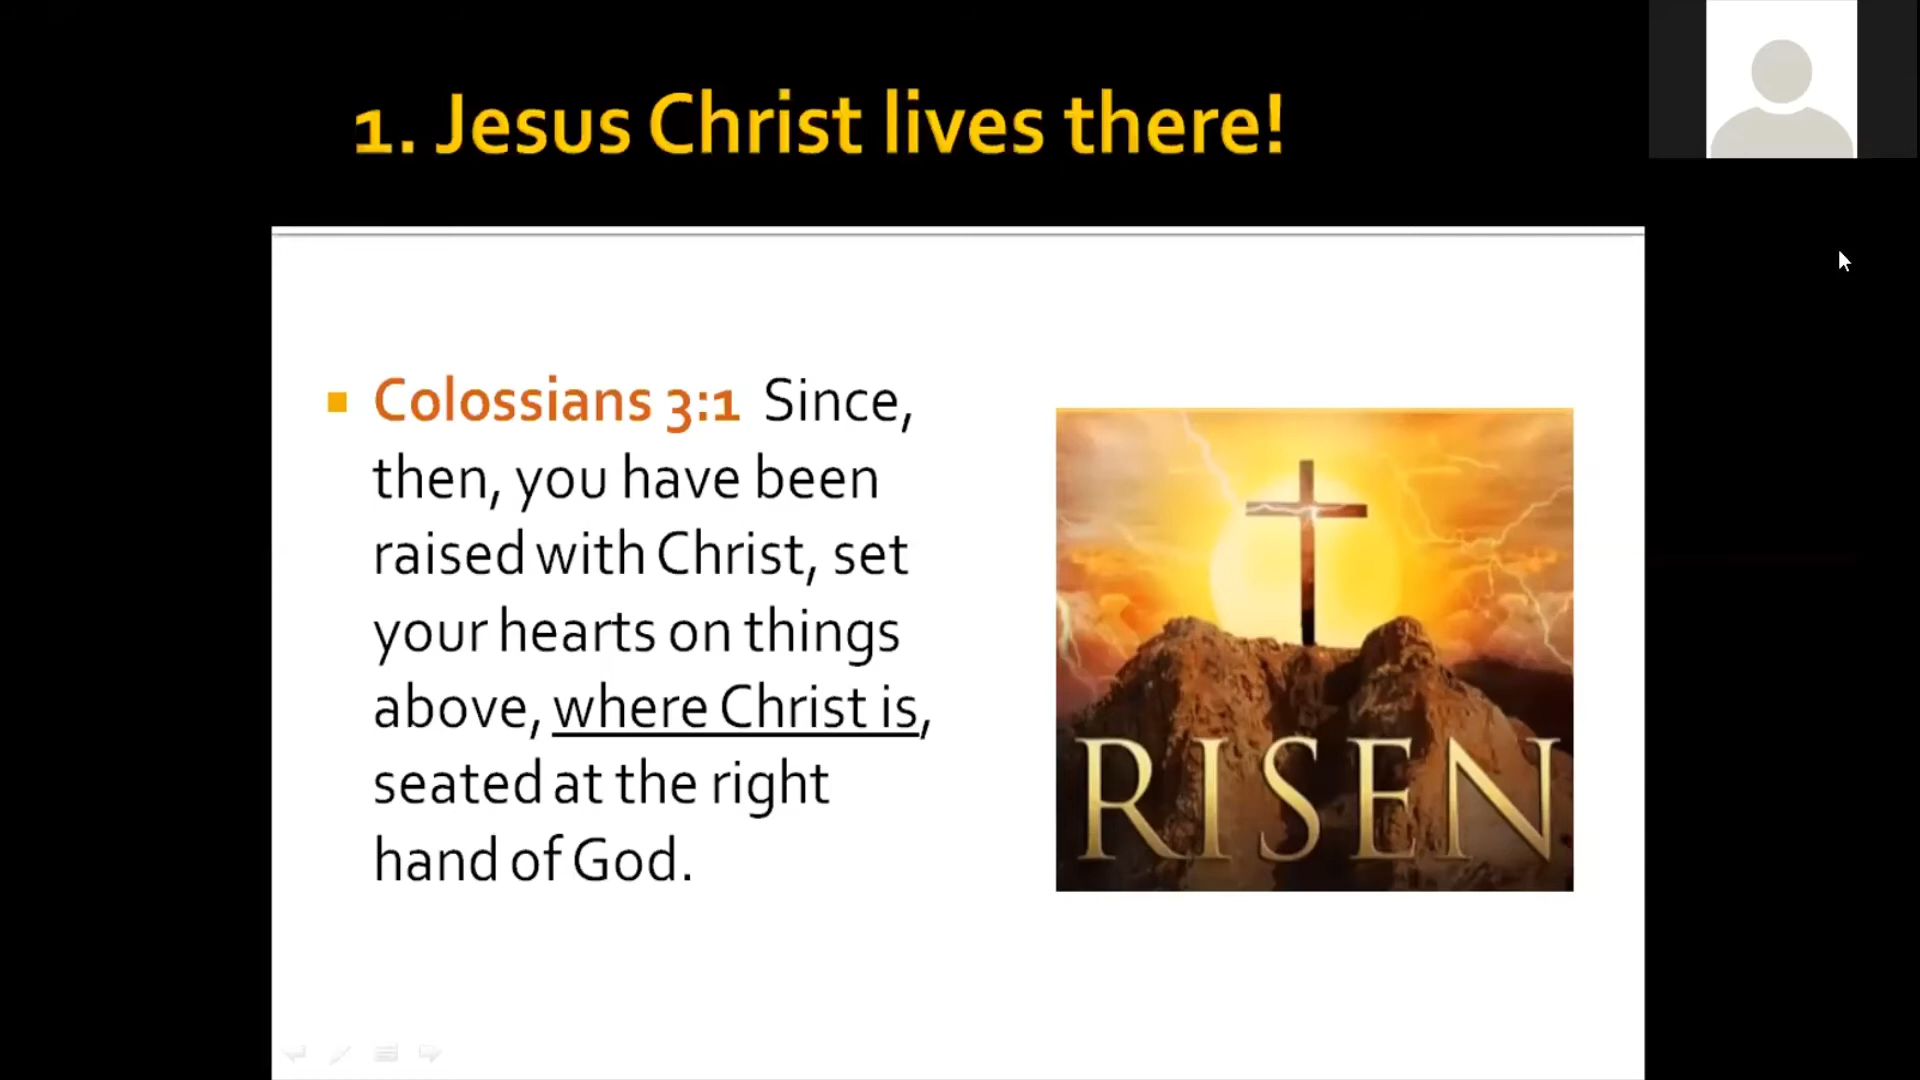 1. Jesus Christ lives there!
Colossians 3:1 Since,
then, you have been
raised with Christ, set
your hearts on things
above, where Christ is,
seated at the right
hand of God.
RISEN